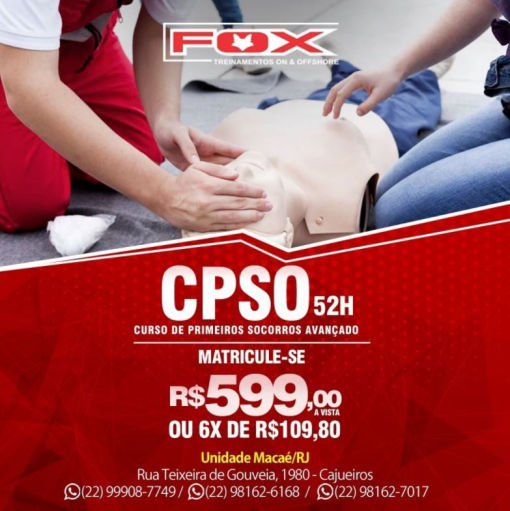 FOX
TREINAMENTOS ON & OFFSHORE
CPSO 52H
CURSO DE PRIMEIROS SOCORROS AVANÇADO
MATRICULE-SE
R$599,00
A VISTA
OU 6X DE R$109,80
Unidade Macaé/RJ
Rua Teixeira de Gouveia, 1980 - Cajueiros
(22) 99908-7749 / (22) 98162-6168 / (22) 98162-7017